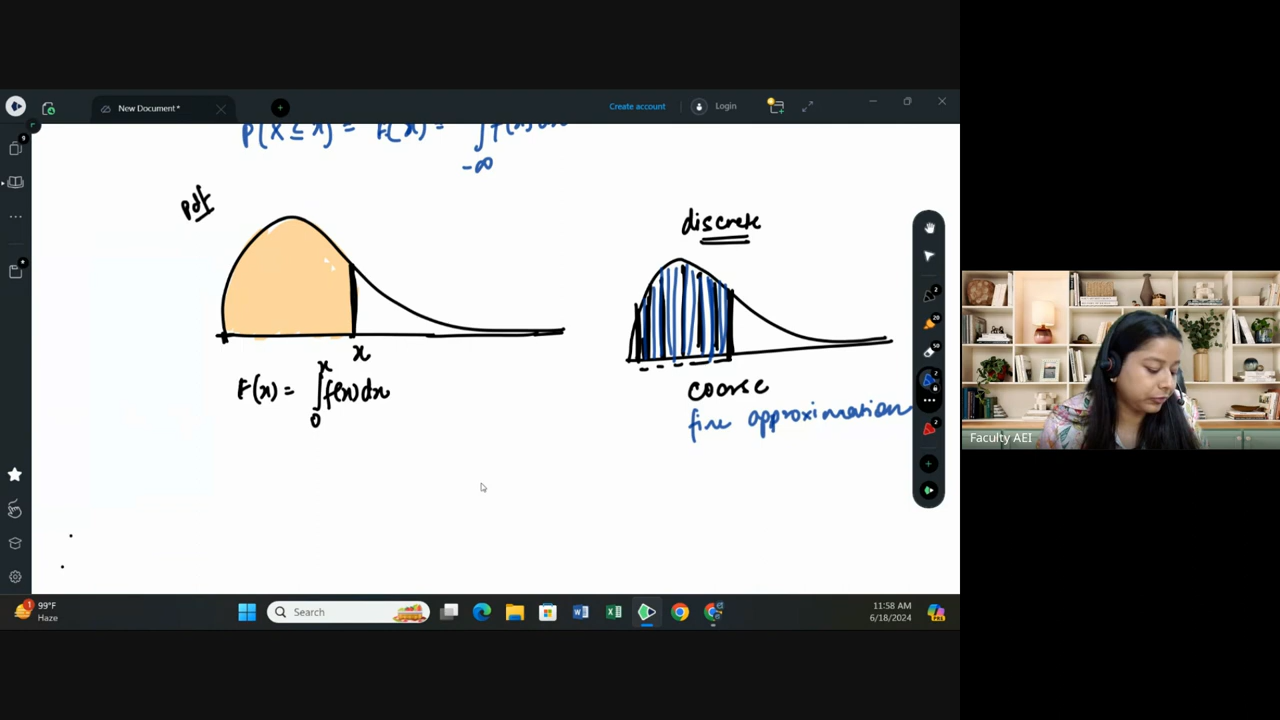 New Document*
Create account
Login
P(X ≤ x) = F(x) = ∫ f(x) dx
-∞
pdf
discrete
x
x
F(x) = ∫ f(x) dx
0
coarse
fine approximation
Faculty AEI
99°F
Haze
Search
11:58 AM
6/18/2024